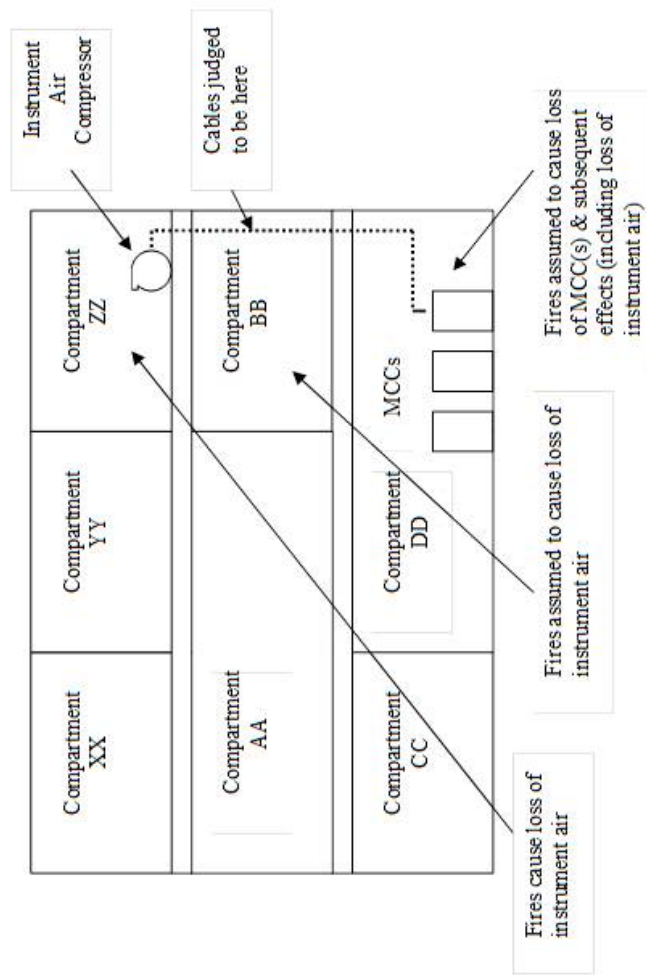 Instrument
Air
Compressor
Cables judged
to be here
Fires assumed to cause loss
of MCC(s) & subsequent
effects (including loss of
instrument air)
Compartment
ZZ
Compartment
BB
MCCs
Compartment
YY
Compartment
DD
Fires assumed to cause loss of
instrument air
Compartment
XX
Compartment
AA
Compartment
CC
Fires cause loss of
instrument air